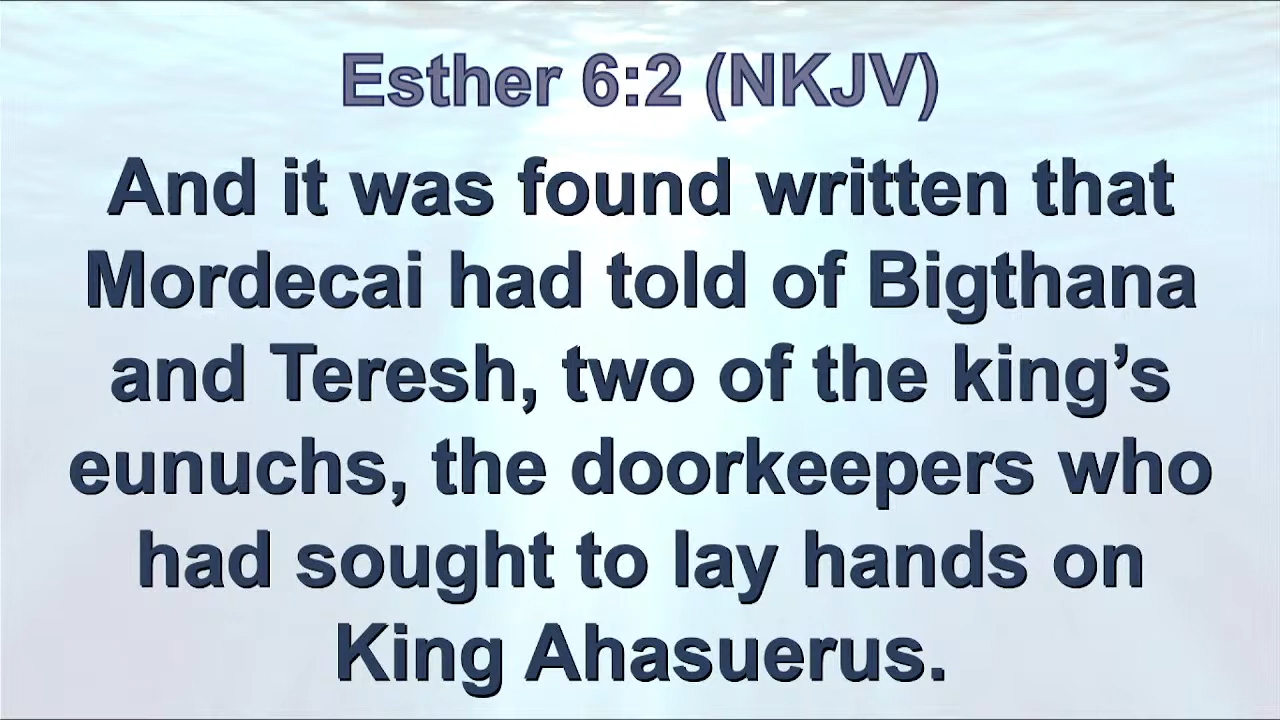 Esther 6:2 (NKJV)
And it was found written that
Mordecai had told of Bigthana
and Teresh, two of the king’s
eunuchs, the doorkeepers who
had sought to lay hands on
King Ahasuerus.